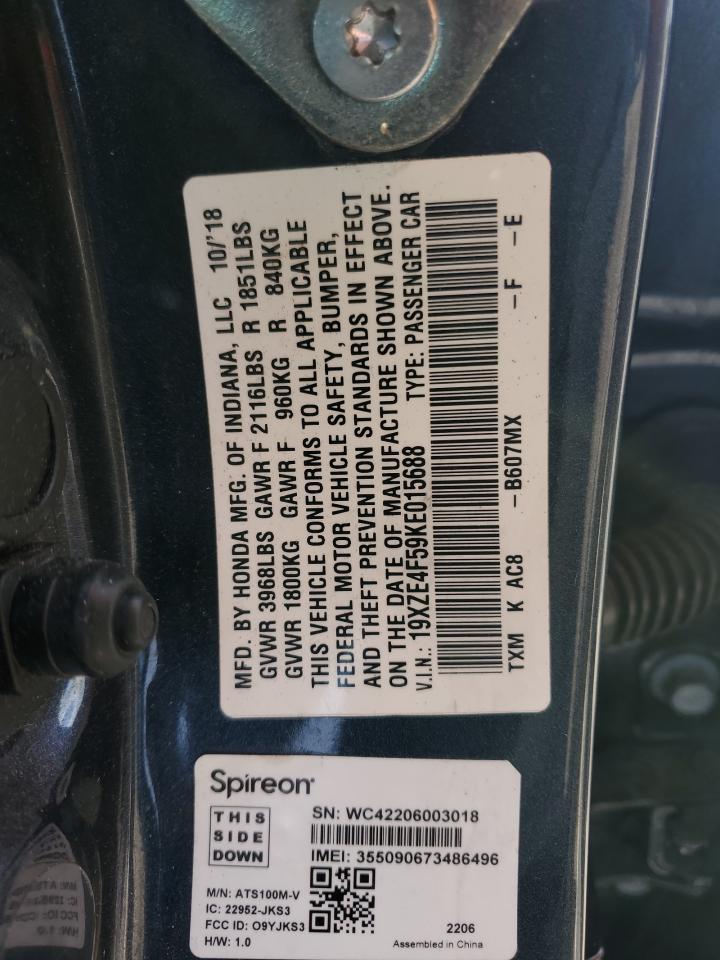 MFD. BY HONDA MFG. OF INDIANA, LLC 10/'18
GVWR 3968LBS GAWR F 2116LBS R 1851LBS
GVWR 1800KG GAWR F 960KG R 840KG
THIS VEHICLE CONFORMS TO ALL APPLICABLE
FEDERAL MOTOR VEHICLE SAFETY, BUMPER,
AND THEFT PREVENTION STANDARDS IN EFFECT
ON THE DATE OF MANUFACTURE SHOWN ABOVE.
V.I.N.: 19XZE4F59KE015688 TYPE: PASSENGER CAR
TXM K AC8 -B607MX -F -E
Spireon
THIS
SIDE
DOWN
SN: WC42206003018
IMEI: 355090673486496
M/N: ATS100M-V
IC: 22952-JKS3
FCC ID: O9YJKS3
H/W: 1.0
2206
Assembled in China